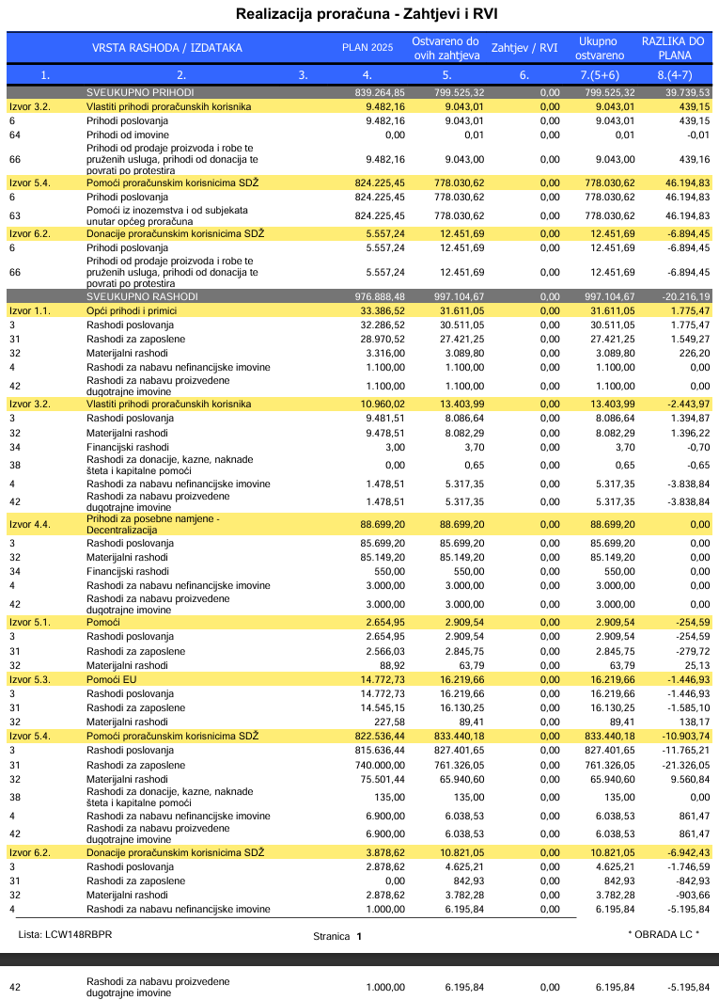 Realizacija proračuna - Zahtjevi i RVI
VRSTA RASHODA / IZDATAKA PLAN 2025 Ostvareno do ovih zahtjeva Zahtjev / RVI Ukupno ostvareno RAZLIKA DO PLANA
1. 2. 3. 4. 5. 6. 7.(5+6) 8.(4-7)
SVEUKUPNO PRIHODI 839.264,85 799.525,32 0,00 799.525,32 39.739,53
Izvor 3.2. Vlastiti prihodi proračunskih korisnika 9.482,16 9.043,01 0,00 9.043,01 439,15
6 Prihodi poslovanja 9.482,16 9.043,01 0,00 9.043,01 439,15
64 Prihodi od imovine 0,00 0,01 0,00 0,01 -0,01
Prihodi od prodaje proizvoda i robe te
66 pruženih usluga, prihodi od donacija te 9.482,16 9.043,00 0,00 9.043,00 439,16
povrati po protestira
Izvor 5.4. Pomoći proračunskim korisnicima SDŽ 824.225,45 778.030,62 0,00 778.030,62 46.194,83
6 Prihodi poslovanja 824.225,45 778.030,62 0,00 778.030,62 46.194,83
63 Pomoći iz inozemstva i od subjekata 824.225,45 778.030,62 0,00 778.030,62 46.194,83
unutar općeg proračuna
Izvor 6.2. Donacije proračunskim korisnicima SDŽ 5.557,24 12.451,69 0,00 12.451,69 -6.894,45
6 Prihodi poslovanja 5.557,24 12.451,69 0,00 12.451,69 -6.894,45
Prihodi od prodaje proizvoda i robe te
66 pruženih usluga, prihodi od donacija te 5.557,24 12.451,69 0,00 12.451,69 -6.894,45
povrati po protestira
SVEUKUPNO RASHODI 976.888,48 997.104,67 0,00 997.104,67 -20.216,19
Izvor 1.1. Opći prihodi i primici 33.386,52 31.611,05 0,00 31.611,05 1.775,47
3 Rashodi poslovanja 32.286,52 30.511,05 0,00 30.511,05 1.775,47
31 Rashodi za zaposlene 28.970,52 27.421,25 0,00 27.421,25 1.549,27
32 Materijalni rashodi 3.316,00 3.089,80 0,00 3.089,80 226,20
4 Rashodi za nabavu nefinancijske imovine 1.100,00 1.100,00 0,00 1.100,00 0,00
42 Rashodi za nabavu proizvedene 1.100,00 1.100,00 0,00 1.100,00 0,00
dugotrajne imovine
Izvor 3.2. Vlastiti prihodi proračunskih korisnika 10.960,02 13.403,99 0,00 13.403,99 -2.443,97
3 Rashodi poslovanja 9.481,51 8.086,64 0,00 8.086,64 1.394,87
32 Materijalni rashodi 9.478,51 8.082,29 0,00 8.082,29 1.396,22
34 Financijski rashodi 3,00 3,70 0,00 3,70 -0,70
38 Rashodi za donacije, kazne, naknade 0,00 0,65 0,00 0,65 -0,65
šteta i kapitalne pomoći
4 Rashodi za nabavu nefinancijske imovine 1.478,51 5.317,35 0,00 5.317,35 -3.838,84
42 Rashodi za nabavu proizvedene 1.478,51 5.317,35 0,00 5.317,35 -3.838,84
dugotrajne imovine
Izvor 4.4. Prihodi za posebne namjene - 88.699,20 88.699,20 0,00 88.699,20 0,00
Decentralizacija
3 Rashodi poslovanja 85.699,20 85.699,20 0,00 85.699,20 0,00
32 Materijalni rashodi 85.149,20 85.149,20 0,00 85.149,20 0,00
34 Financijski rashodi 550,00 550,00 0,00 550,00 0,00
4 Rashodi za nabavu nefinancijske imovine 3.000,00 3.000,00 0,00 3.000,00 0,00
42 Rashodi za nabavu proizvedene 3.000,00 3.000,00 0,00 3.000,00 0,00
dugotrajne imovine
Izvor 5.1. Pomoći 2.654,95 2.909,54 0,00 2.909,54 -254,59
3 Rashodi poslovanja 2.654,95 2.909,54 0,00 2.909,54 -254,59
31 Rashodi za zaposlene 2.566,03 2.845,75 0,00 2.845,75 -279,72
32 Materijalni rashodi 88,92 63,79 0,00 63,79 25,13
Izvor 5.3. Pomoći EU 14.772,73 16.219,66 0,00 16.219,66 -1.446,93
3 Rashodi poslovanja 14.772,73 16.219,66 0,00 16.219,66 -1.446,93
31 Rashodi za zaposlene 14.545,15 16.130,25 0,00 16.130,25 -1.585,10
32 Materijalni rashodi 227,58 89,41 0,00 89,41 138,17
Izvor 5.4. Pomoći proračunskim korisnicima SDŽ 822.536,44 833.440,18 0,00 833.440,18 -10.903,74
3 Rashodi poslovanja 815.636,44 827.401,65 0,00 827.401,65 -11.765,21
31 Rashodi za zaposlene 740.000,00 761.326,05 0,00 761.326,05 -21.326,05
32 Materijalni rashodi 75.501,44 65.940,60 0,00 65.940,60 9.560,84
38 Rashodi za donacije, kazne, naknade 135,00 135,00 0,00 135,00 0,00
šteta i kapitalne pomoći
4 Rashodi za nabavu nefinancijske imovine 6.900,00 6.038,53 0,00 6.038,53 861,47
42 Rashodi za nabavu proizvedene 6.900,00 6.038,53 0,00 6.038,53 861,47
dugotrajne imovine
Izvor 6.2. Donacije proračunskim korisnicima SDŽ 3.878,62 10.821,05 0,00 10.821,05 -6.942,43
3 Rashodi poslovanja 2.878,62 4.625,21 0,00 4.625,21 -1.746,59
31 Rashodi za zaposlene 0,00 842,93 0,00 842,93 -842,93
32 Materijalni rashodi 2.878,62 3.782,28 0,00 3.782,28 -903,66
4 Rashodi za nabavu nefinancijske imovine 1.000,00 6.195,84 0,00 6.195,84 -5.195,84
Lista: LCW148RBPR Stranica 1 * OBRADA LC *
42 Rashodi za nabavu proizvedene 1.000,00 6.195,84 0,00 6.195,84 -5.195,84
dugotrajne imovine